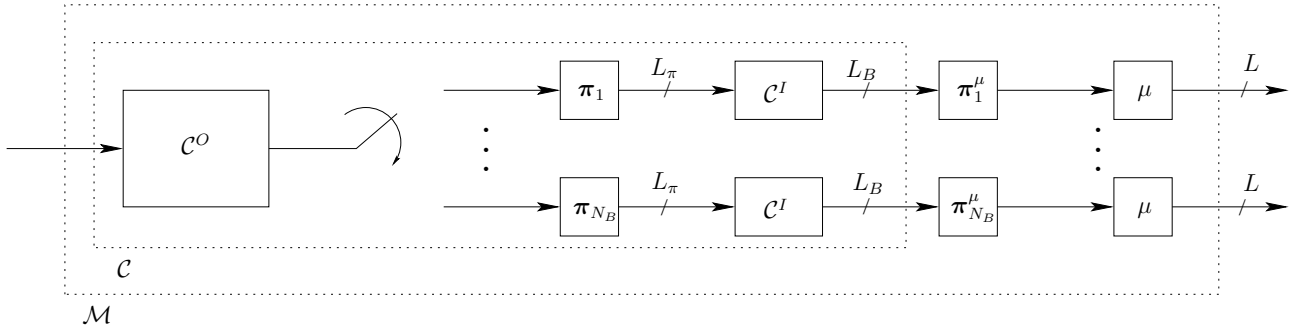 𝒞^O
π_1 L_π 𝒞^I L_B π_1^μ μ L
π_{N_B} L_π 𝒞^I L_B π_{N_B}^μ μ L
𝒞
ℳ